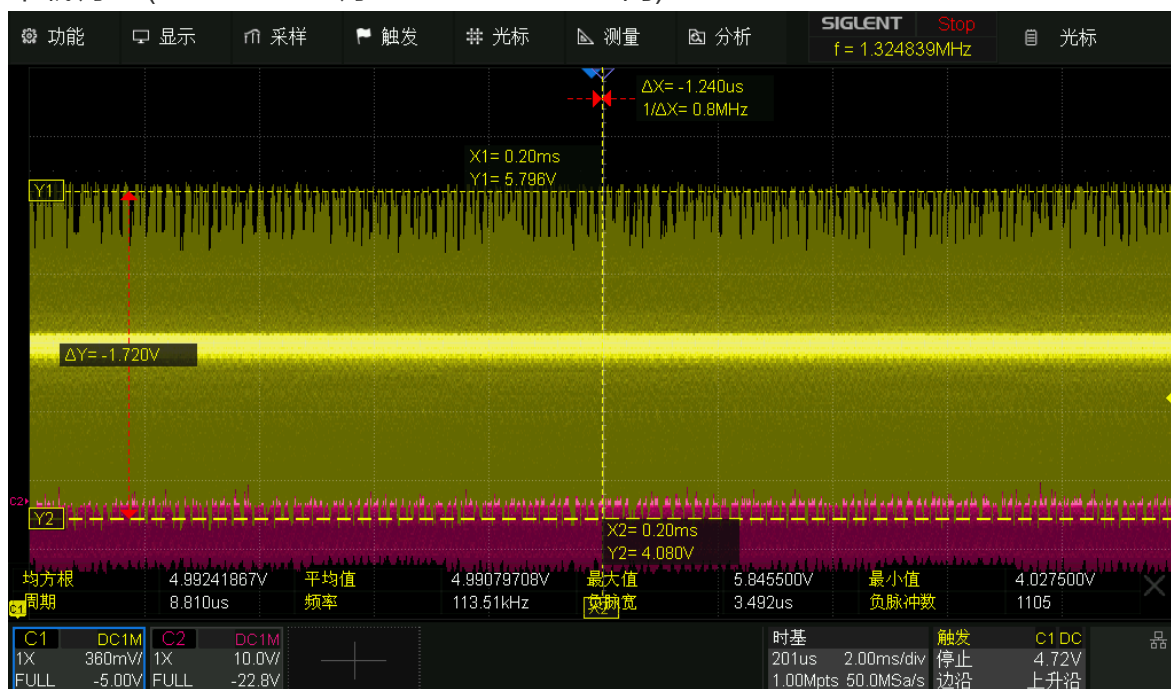 功能 显示 采样 触发 光标 测量 分析 SIGLENT Stop 光标
f = 1.324839MHz
ΔX= -1.240us
1/ΔX= 0.8MHz
X1= 0.20ms
Y1= 5.796V
Y1
ΔY= -1.720V
C2
Y2
X2= 0.20ms
Y2= 4.080V
均方根 4.99241867V 平均值 4.99079708V 最大值 5.845500V 最小值 4.027500V
C1 周期 8.810us 频率 113.51kHz 负脉宽 3.492us 负脉冲数 1105
C1 DC1M C2 DC1M 时基 触发 C1 DC
1X 360mV/ 1X 10.0V/ 201us 2.00ms/div 停止 4.72V
FULL -5.00V FULL -22.8V 1.00Mpts 50.0MSa/s 边沿 上升沿